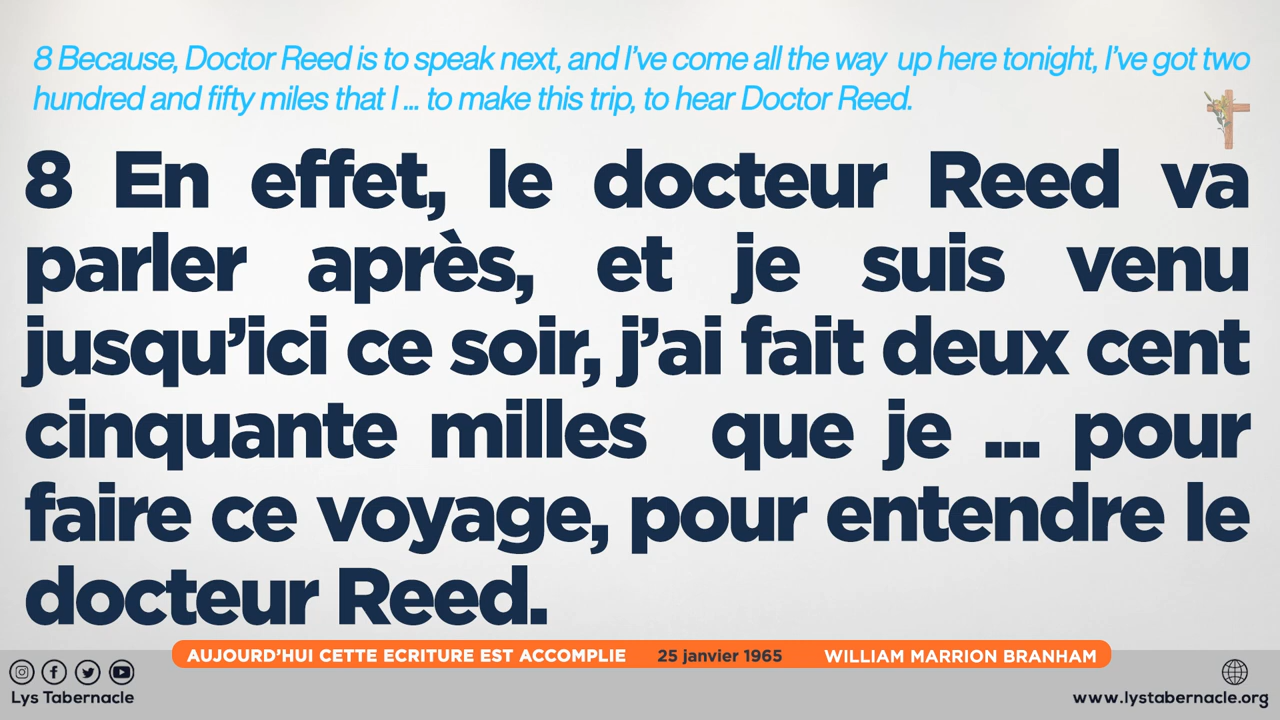 8 Because, Doctor Reed is to speak next, and I've come all the way up here tonight, I've got two
hundred and fifty miles that I ... to make this trip, to hear Doctor Reed.
8 En effet, le docteur Reed va
parler après, et je suis venu
jusqu'ici ce soir, j'ai fait deux cent
cinquante milles que je ... pour
faire ce voyage, pour entendre le
docteur Reed.
AUJOURD'HUI CETTE ECRITURE EST ACCOMPLIE 25 janvier 1965 WILLIAM MARRION BRANHAM
Lys Tabernacle
www.lystabernacle.org